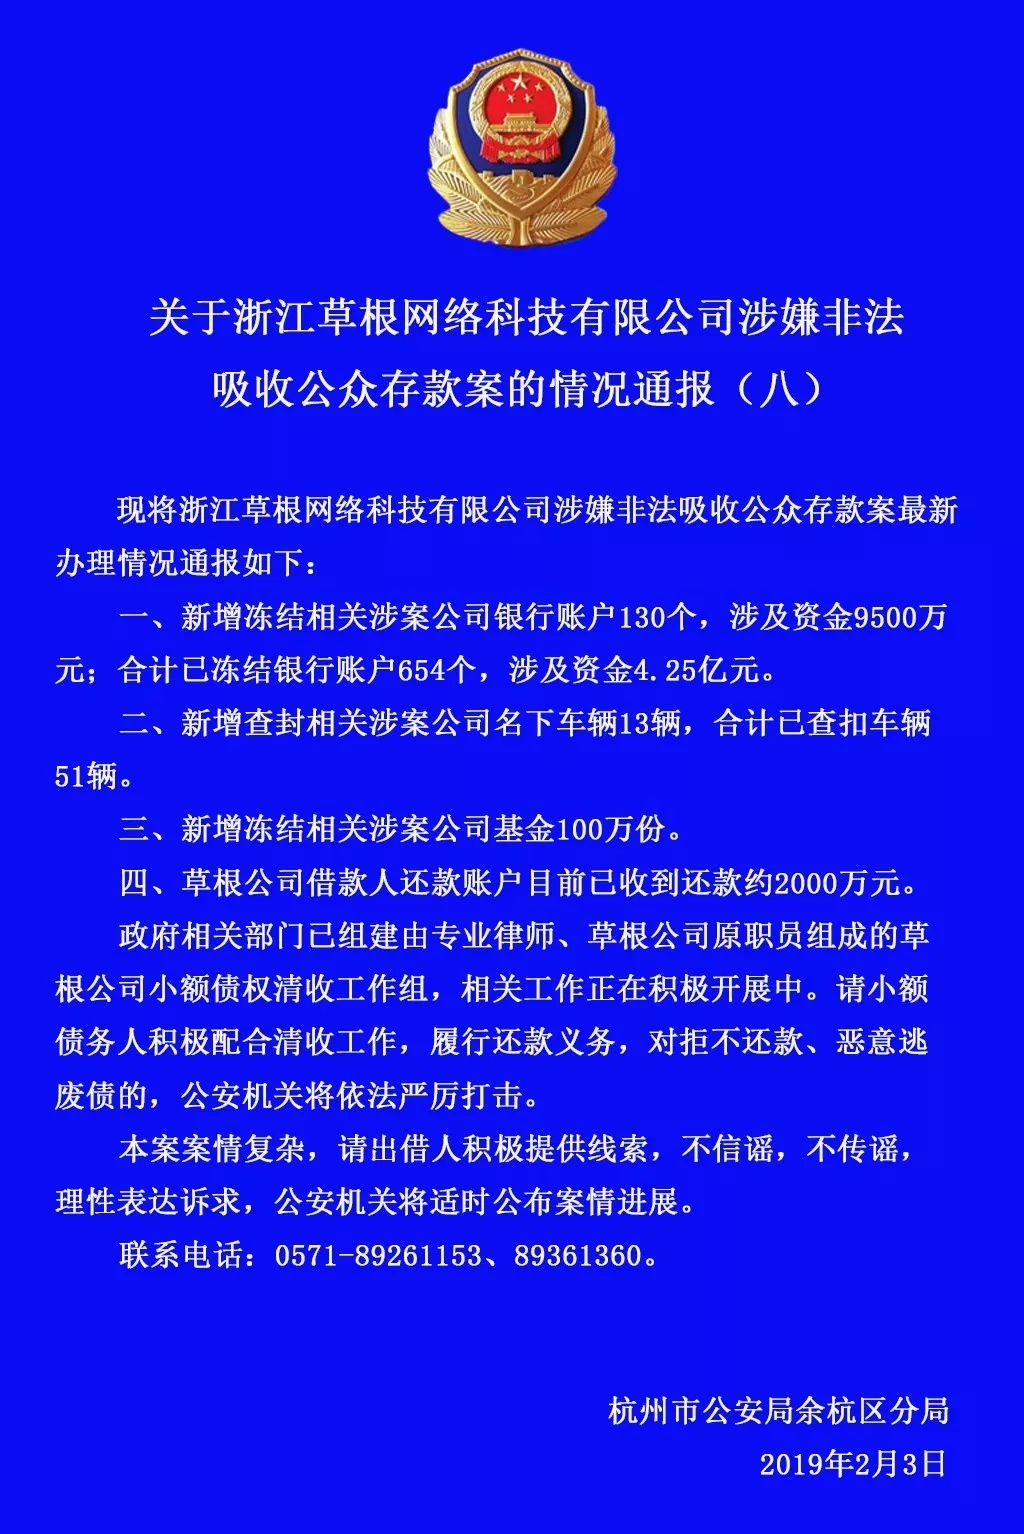 关于浙江草根网络科技有限公司涉嫌非法
吸收公众存款案的情况通报（八）
现将浙江草根网络科技有限公司涉嫌非法吸收公众存款案最新
办理情况通报如下：
一、新增冻结相关涉案公司银行账户130个，涉及资金9500万
元；合计已冻结银行账户654个，涉及资金4.25亿元。
二、新增查封相关涉案公司名下车辆13辆，合计已查扣车辆
51辆。
三、新增冻结相关涉案公司基金100万份。
四、草根公司借款人还款账户目前已收到还款约2000万元。
政府相关部门已组建由专业律师、草根公司原职员组成的草
根公司小额债权清收工作组，相关工作正在积极开展中。请小额
债务人积极配合清收工作，履行还款义务，对拒不还款、恶意逃
废债的，公安机关将依法严厉打击。
本案案情复杂，请出借人积极提供线索，不信谣，不传谣，
理性表达诉求，公安机关将适时公布案情进展。
联系电话：0571-89261153、89361360。
杭州市公安局余杭区分局
2019年2月3日